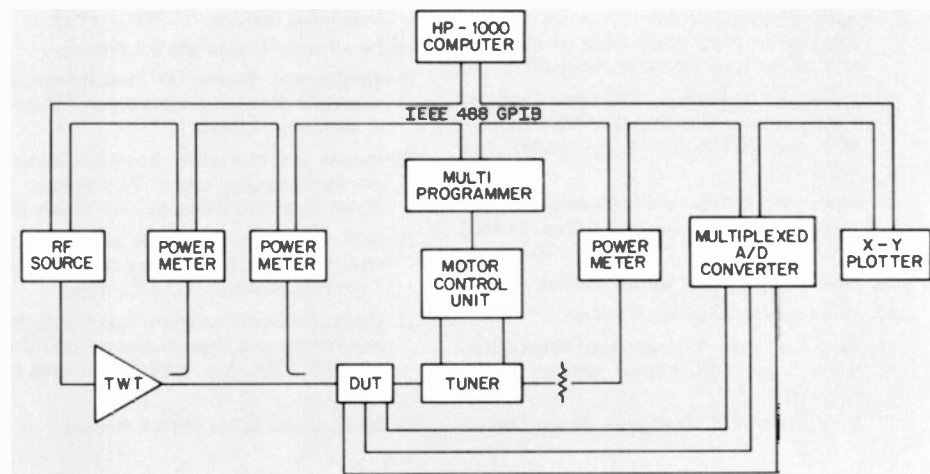 HP-1000
COMPUTER
IEEE 488 GPIB
MULTI
PROGRAMMER
RF
SOURCE
POWER
METER
POWER
METER
MOTOR
CONTROL
UNIT
POWER
METER
MULTIPLEXED
A/D
CONVERTER
X-Y
PLOTTER
TWT
DUT
TUNER